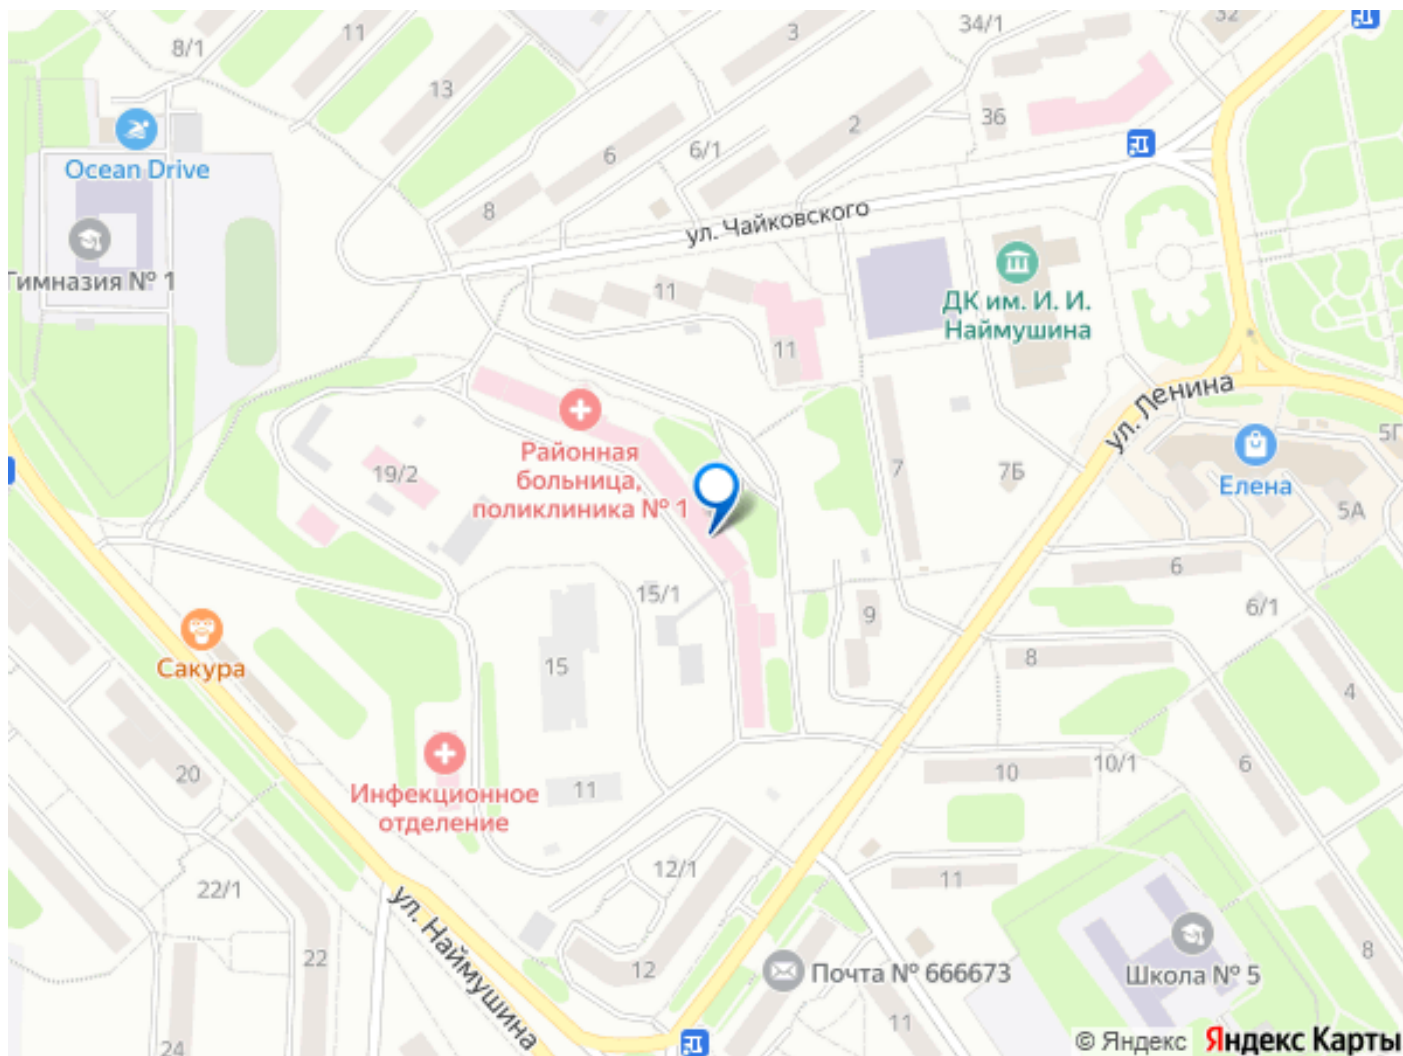 8/1
11
13
3
34/1
32
36
2
6/1
6
8
Ocean Drive
Гимназия № 1
ул. Чайковского
11
11
ДК им. И. И.
Наймушина
ул. Ленина
5Г
Елена
5А
7
7Б
Районная
больница,
поликлиника № 1
19/2
15/1
15
9
6
6/1
8
4
Сакура
20
Инфекционное
отделение
11
10
10/1
6
12/1
11
22/1
22
ул. Наймушина
12
Почта № 666673
Школа № 5
8
11
24
© Яндекс Яндекс Карты